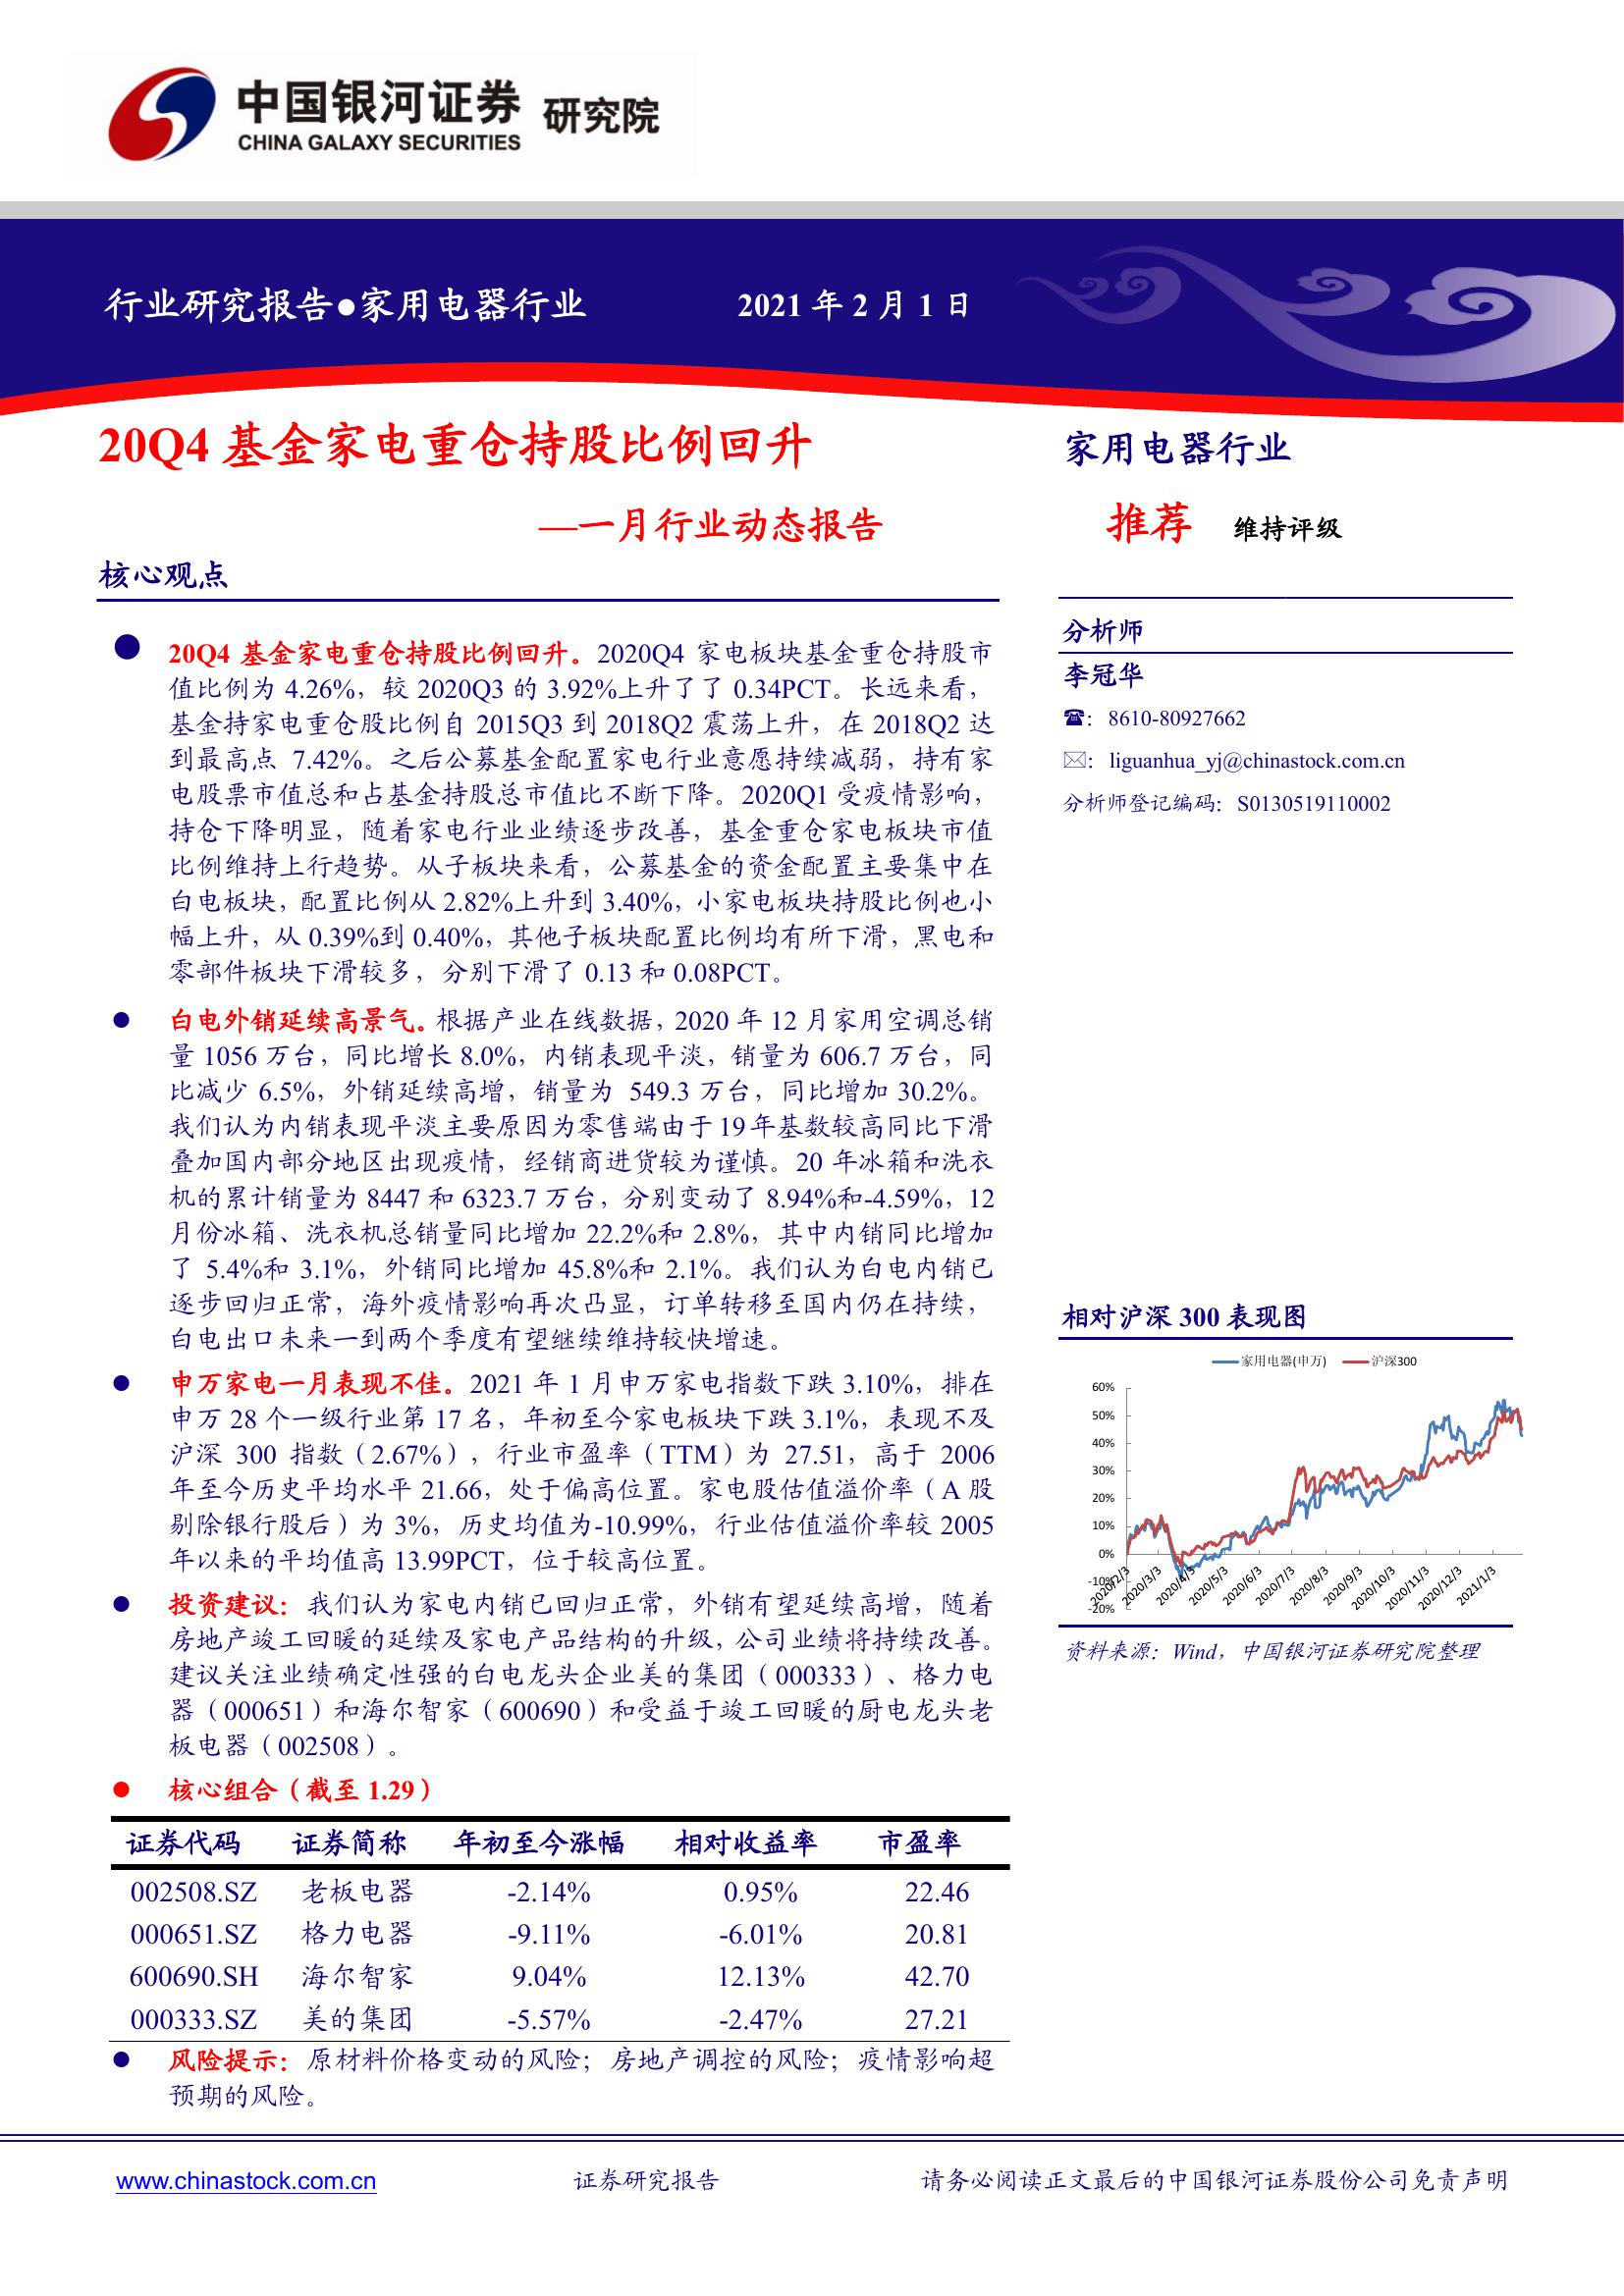 中国银河证券 研究院
CHINA GALAXY SECURITIES
行业研究报告●家用电器行业 2021 年 2 月 1 日
20Q4 基金家电重仓持股比例回升
—一月行业动态报告
核心观点
● 20Q4 基金家电重仓持股比例回升。2020Q4 家电板块基金重仓持股市
值比例为 4.26%，较 2020Q3 的 3.92%上升了了 0.34PCT。长远来看，
基金持家电重仓股比例自 2015Q3 到 2018Q2 震荡上升，在 2018Q2 达
到最高点 7.42%。之后公募基金配置家电行业意愿持续减弱，持有家
电股票市值总和占基金持股总市值比不断下降。2020Q1 受疫情影响，
持仓下降明显，随着家电行业业绩逐步改善，基金重仓家电板块市值
比例维持上行趋势。从子板块来看，公募基金的资金配置主要集中在
白电板块，配置比例从 2.82%上升到 3.40%，小家电板块持股比例也小
幅上升，从 0.39%到 0.40%，其他子板块配置比例均有所下滑，黑电和
零部件板块下滑较多，分别下滑了 0.13 和 0.08PCT。
● 白电外销延续高景气。根据产业在线数据，2020 年 12 月家用空调总销
量 1056 万台，同比增长 8.0%，内销表现平淡，销量为 606.7 万台，同
比减少 6.5%，外销延续高增，销量为 549.3 万台，同比增加 30.2%。
我们认为内销表现平淡主要原因为零售端由于 19 年基数较高同比下滑
叠加国内部分地区出现疫情，经销商进货较为谨慎。20 年冰箱和洗衣
机的累计销量为 8447 和 6323.7 万台，分别变动了 8.94%和-4.59%，12
月份冰箱、洗衣机总销量同比增加 22.2%和 2.8%，其中内销同比增加
了 5.4%和 3.1%，外销同比增加 45.8%和 2.1%。我们认为白电内销已
逐步回归正常，海外疫情影响再次凸显，订单转移至国内仍在持续，
白电出口未来一到两个季度有望继续维持较快增速。
● 申万家电一月表现不佳。2021 年 1 月申万家电指数下跌 3.10%，排在
申万 28 个一级行业第 17 名，年初至今家电板块下跌 3.1%，表现不及
沪深 300 指数（2.67%），行业市盈率（TTM）为 27.51，高于 2006
年至今历史平均水平 21.66，处于偏高位置。家电股估值溢价率（A 股
剔除银行股后）为 3%，历史均值为-10.99%，行业估值溢价率较 2005
年以来的平均值高 13.99PCT，位于较高位置。
● 投资建议：我们认为家电内销已回归正常，外销有望延续高增，随着
房地产竣工回暖的延续及家电产品结构的升级，公司业绩将持续改善。
建议关注业绩确定性强的白电龙头企业美的集团（000333）、格力电
器（000651）和海尔智家（600690）和受益于竣工回暖的厨电龙头老
板电器（002508）。
● 核心组合（截至 1.29）
证券代码 证券简称 年初至今涨幅 相对收益率 市盈率
002508.SZ 老板电器 -2.14% 0.95% 22.46
000651.SZ 格力电器 -9.11% -6.01% 20.81
600690.SH 海尔智家 9.04% 12.13% 42.70
000333.SZ 美的集团 -5.57% -2.47% 27.21
● 风险提示：原材料价格变动的风险；房地产调控的风险；疫情影响超
预期的风险。
家用电器行业
推荐 维持评级
分析师
李冠华
☎：8610-80927662
✉：liguanhua_yj@chinastock.com.cn
分析师登记编码：S0130519110002
相对沪深 300 表现图
家用电器(申万) 沪深300
60%
50%
40%
30%
20%
10%
0%
-10%
-20%
2020/2/3 2020/3/3 2020/4/3 2020/5/3 2020/6/3 2020/7/3 2020/8/3 2020/9/3 2020/10/3 2020/11/3 2020/12/3 2021/1/3
资料来源：Wind，中国银河证券研究院整理
www.chinastock.com.cn 证券研究报告 请务必阅读正文最后的中国银河证券股份公司免责声明